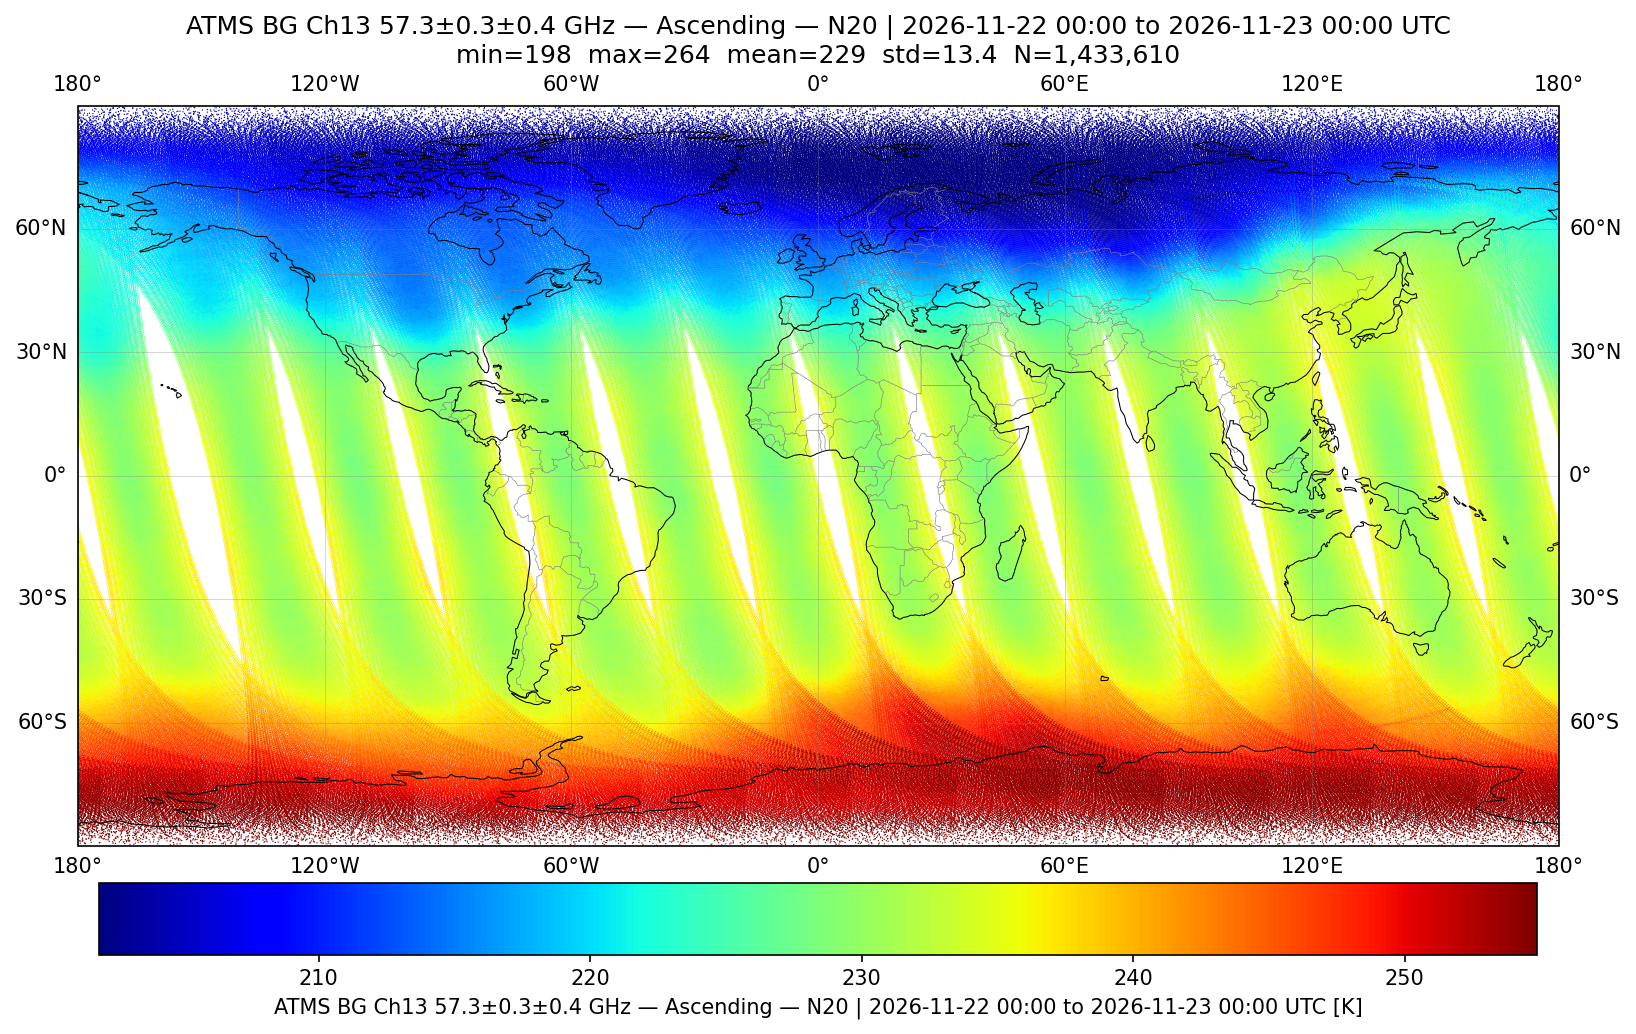 ATMS BG Ch13 57.3±0.3±0.4 GHz — Ascending — N20 | 2026-11-22 00:00 to 2026-11-23 00:00 UTC
min=198 max=264 mean=229 std=13.4 N=1,433,610
180° 120°W 60°W 0° 60°E 120°E 180°
60°N 60°N
30°N 30°N
0° 0°
30°S 30°S
60°S 60°S
180° 120°W 60°W 0° 60°E 120°E 180°
210 220 230 240 250
ATMS BG Ch13 57.3±0.3±0.4 GHz — Ascending — N20 | 2026-11-22 00:00 to 2026-11-23 00:00 UTC [K]